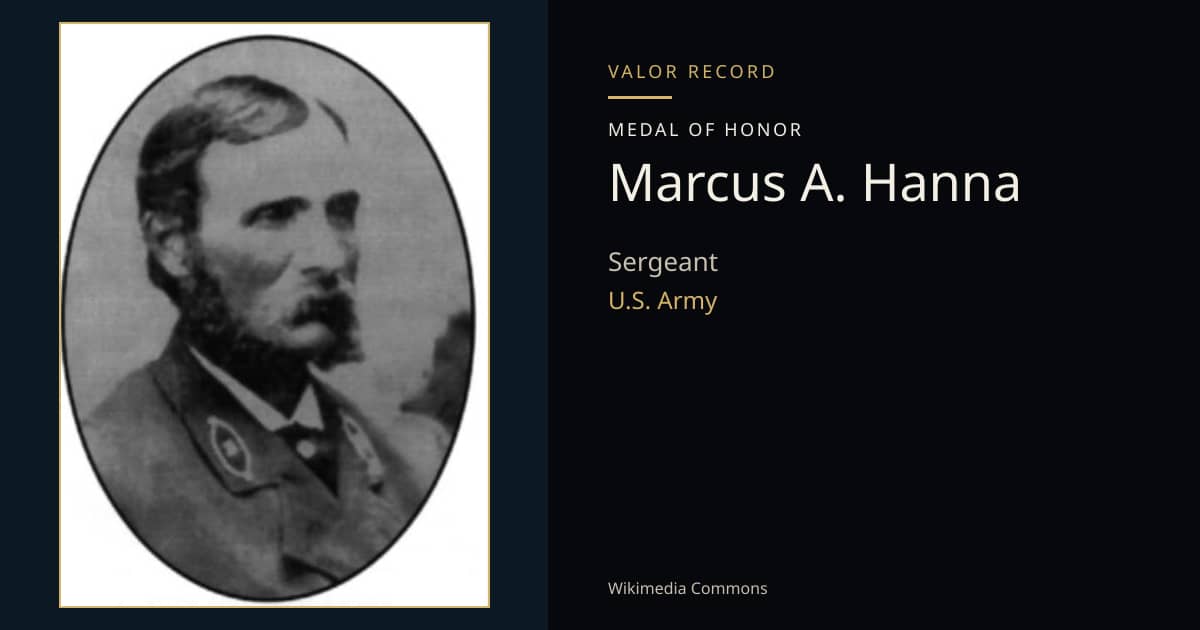 VALOR RECORD
MEDAL OF HONOR
Marcus A. Hanna
Sergeant
U.S. Army
Wikimedia Commons